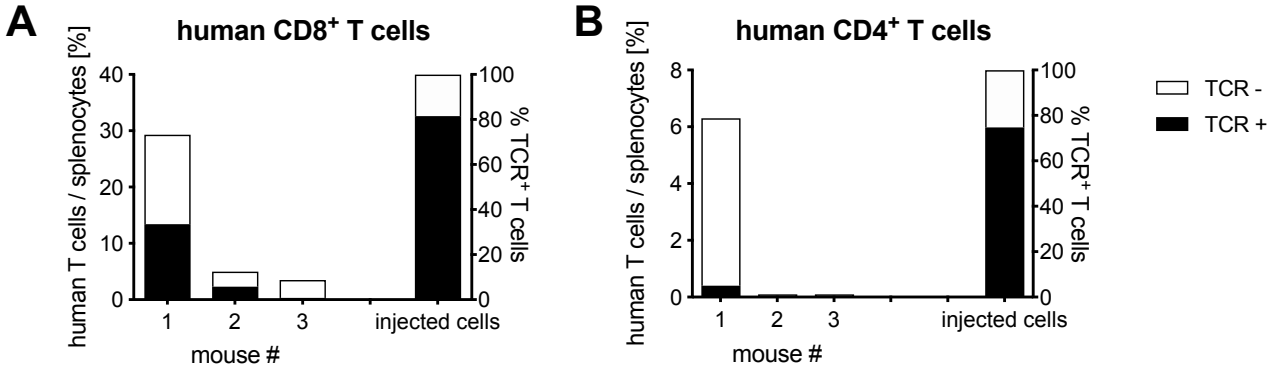 A
human CD8+ T cells
human T cells / splenocytes [%]
40
30
20
10
0
100
80
60
40
20
0
% TCR+ T cells
1 2 3 injected cells
mouse #
B
human CD4+ T cells
human T cells / splenocytes [%]
8
6
4
2
0
100
80
60
40
20
0
% TCR+ T cells
1 2 3 injected cells
mouse #
TCR -
TCR +